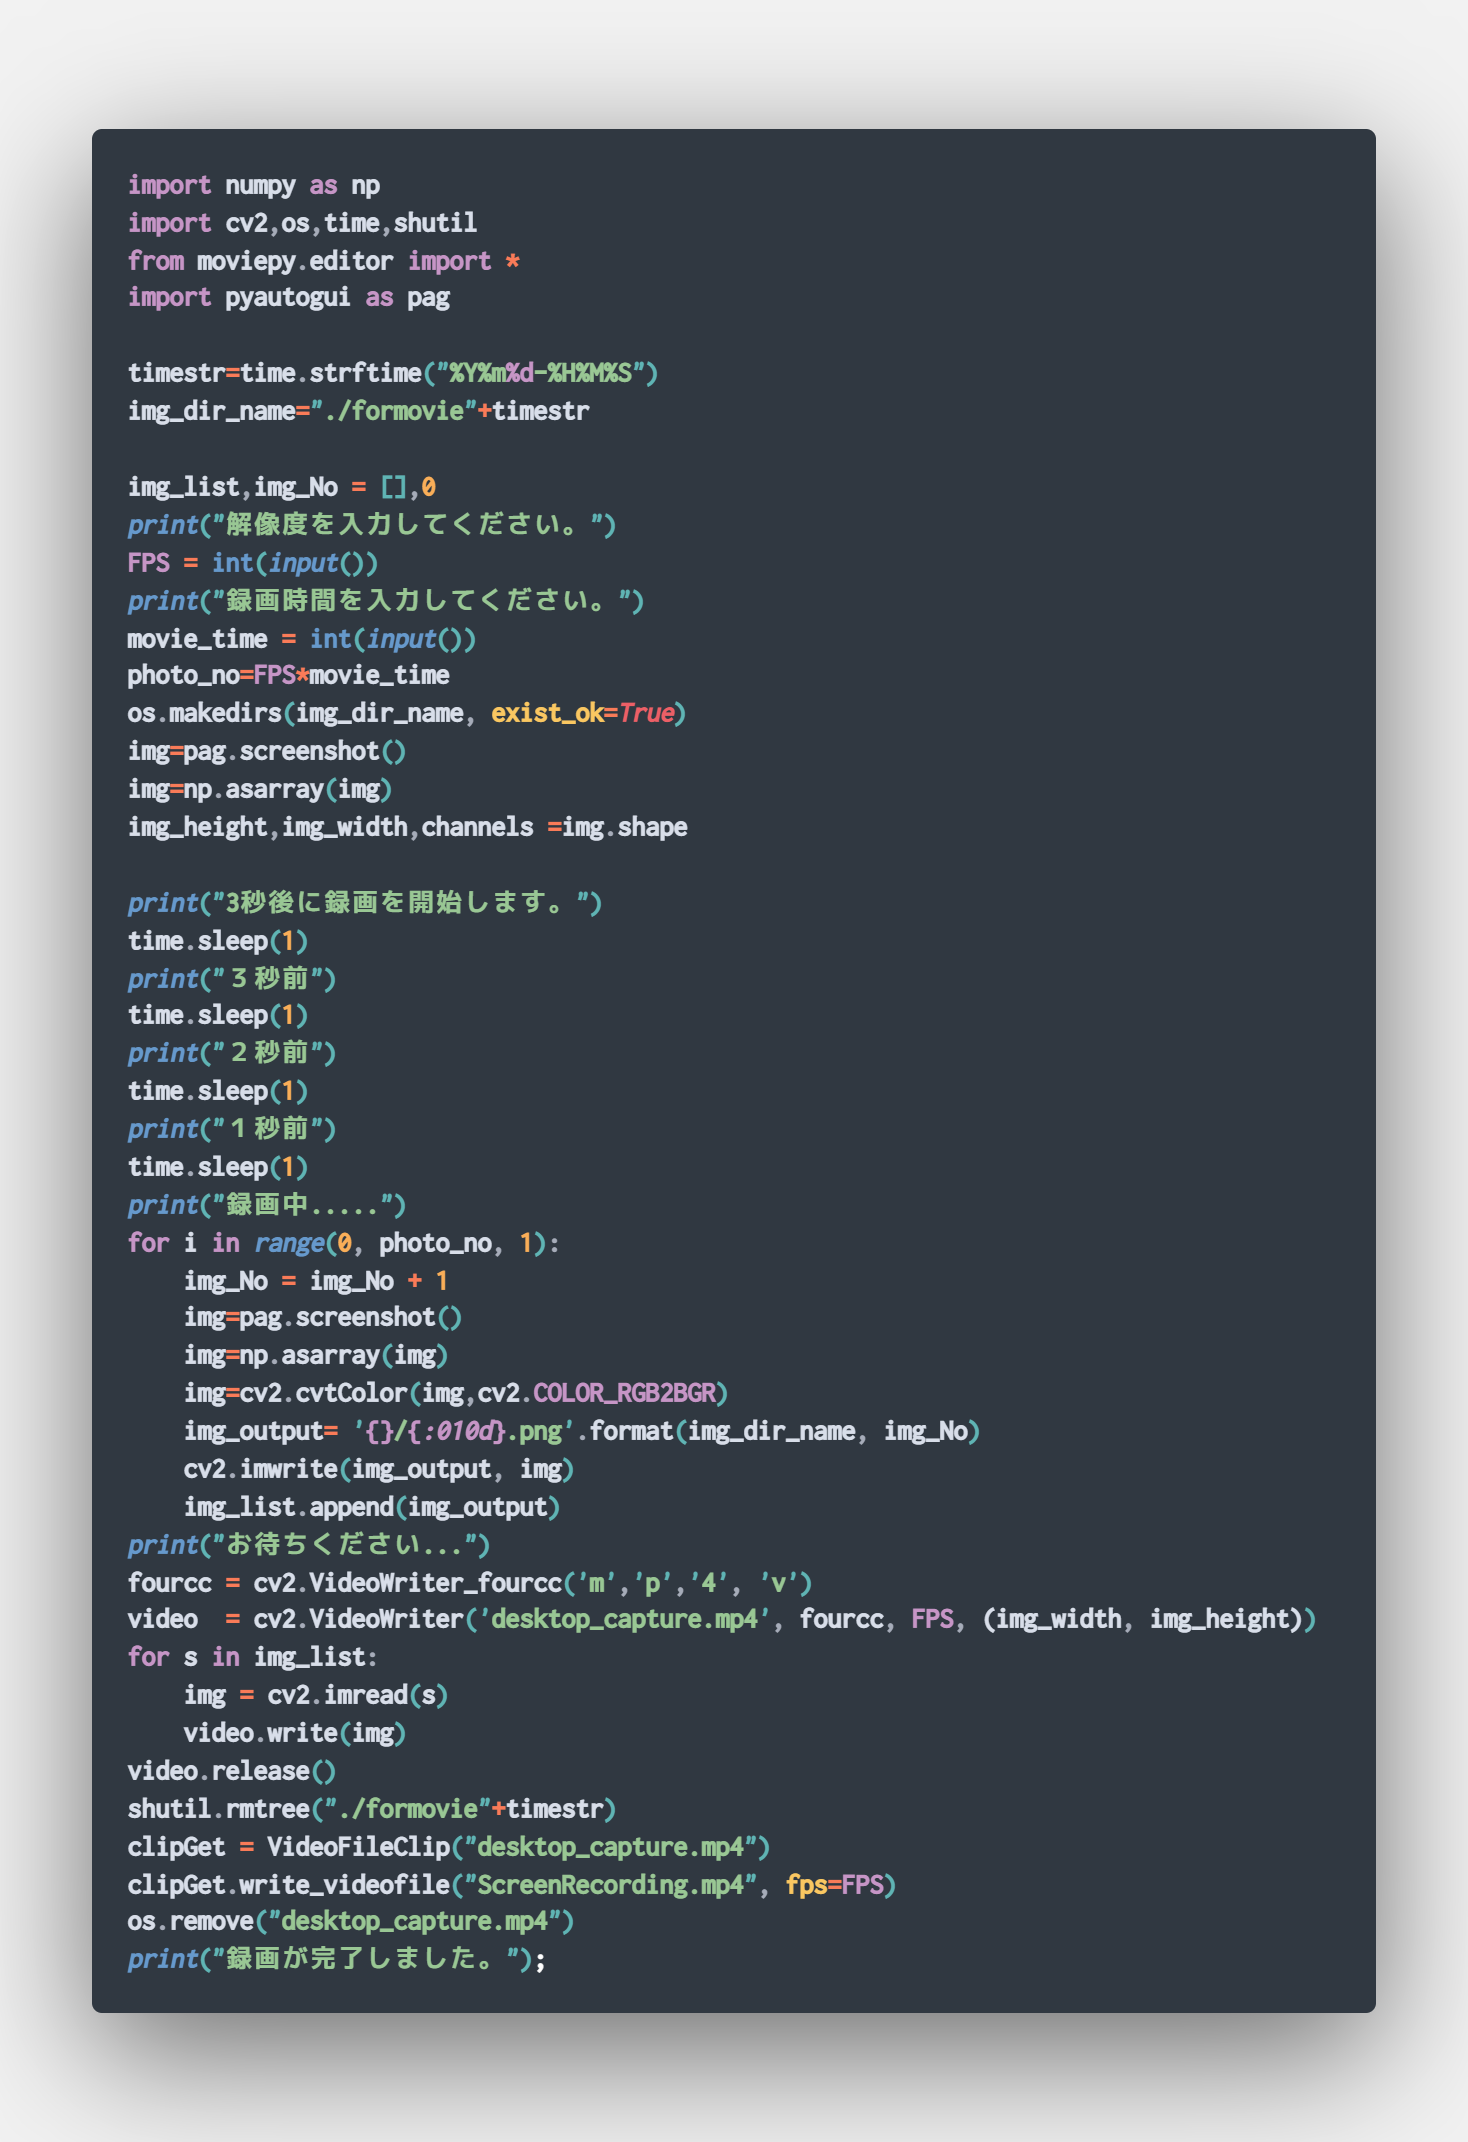 import numpy as np
import cv2,os,time,shutil
from moviepy.editor import *
import pyautogui as pag

timestr=time.strftime("%Y%m%d-%H%M%S")
img_dir_name="./formovie"+timestr

img_list,img_No = [],0
print("解像度を入力してください。")
FPS = int(input())
print("録画時間を入力してください。")
movie_time = int(input())
photo_no=FPS*movie_time
os.makedirs(img_dir_name, exist_ok=True)
img=pag.screenshot()
img=np.asarray(img)
img_height,img_width,channels =img.shape

print("3秒後に録画を開始します。")
time.sleep(1)
print("３秒前")
time.sleep(1)
print("２秒前")
time.sleep(1)
print("１秒前")
time.sleep(1)
print("録画中.....")
for i in range(0, photo_no, 1):
    img_No = img_No + 1
    img=pag.screenshot()
    img=np.asarray(img)
    img=cv2.cvtColor(img,cv2.COLOR_RGB2BGR)
    img_output= '{}/{:010d}.png'.format(img_dir_name, img_No)
    cv2.imwrite(img_output, img)
    img_list.append(img_output)
print("お待ちください...")
fourcc = cv2.VideoWriter_fourcc('m','p','4', 'v')
video  = cv2.VideoWriter('desktop_capture.mp4', fourcc, FPS, (img_width, img_height))
for s in img_list:
    img = cv2.imread(s)
    video.write(img)
video.release()
shutil.rmtree("./formovie"+timestr)
clipGet = VideoFileClip("desktop_capture.mp4")
clipGet.write_videofile("ScreenRecording.mp4", fps=FPS)
os.remove("desktop_capture.mp4")
print("録画が完了しました。");